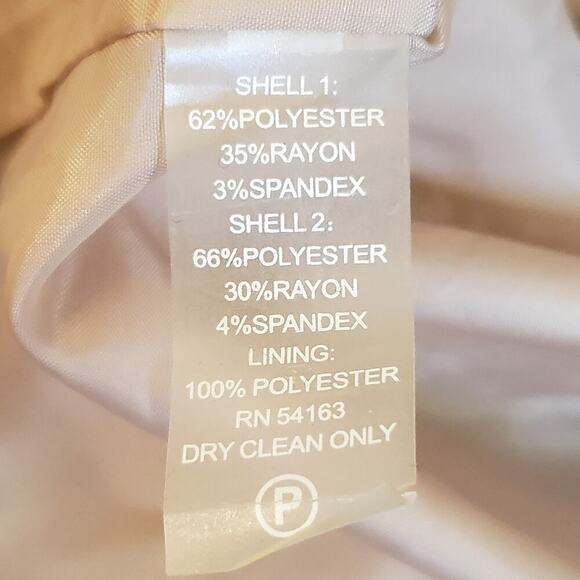 SHELL 1:
62%POLYESTER
35%RAYON
3%SPANDEX
SHELL 2:
66%POLYESTER
30%RAYON
4%SPANDEX
LINING:
100% POLYESTER
RN 54163
DRY CLEAN ONLY
P